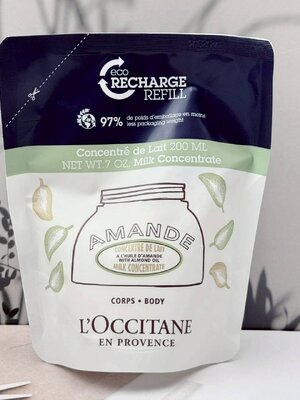 eco
RECHARGE
REFILL
97% de poids d'emballage en moins
less packaging weight
Concentré de Lait 200 ML
NET WT.7 OZ. Milk Concentrate
AMANDE
CONCENTRÉ DE LAIT
A L'HUILE D'AMANDE
WITH ALMOND OIL
MILK CONCENTRATE
CORPS • BODY
L'OCCITANE
EN PROVENCE